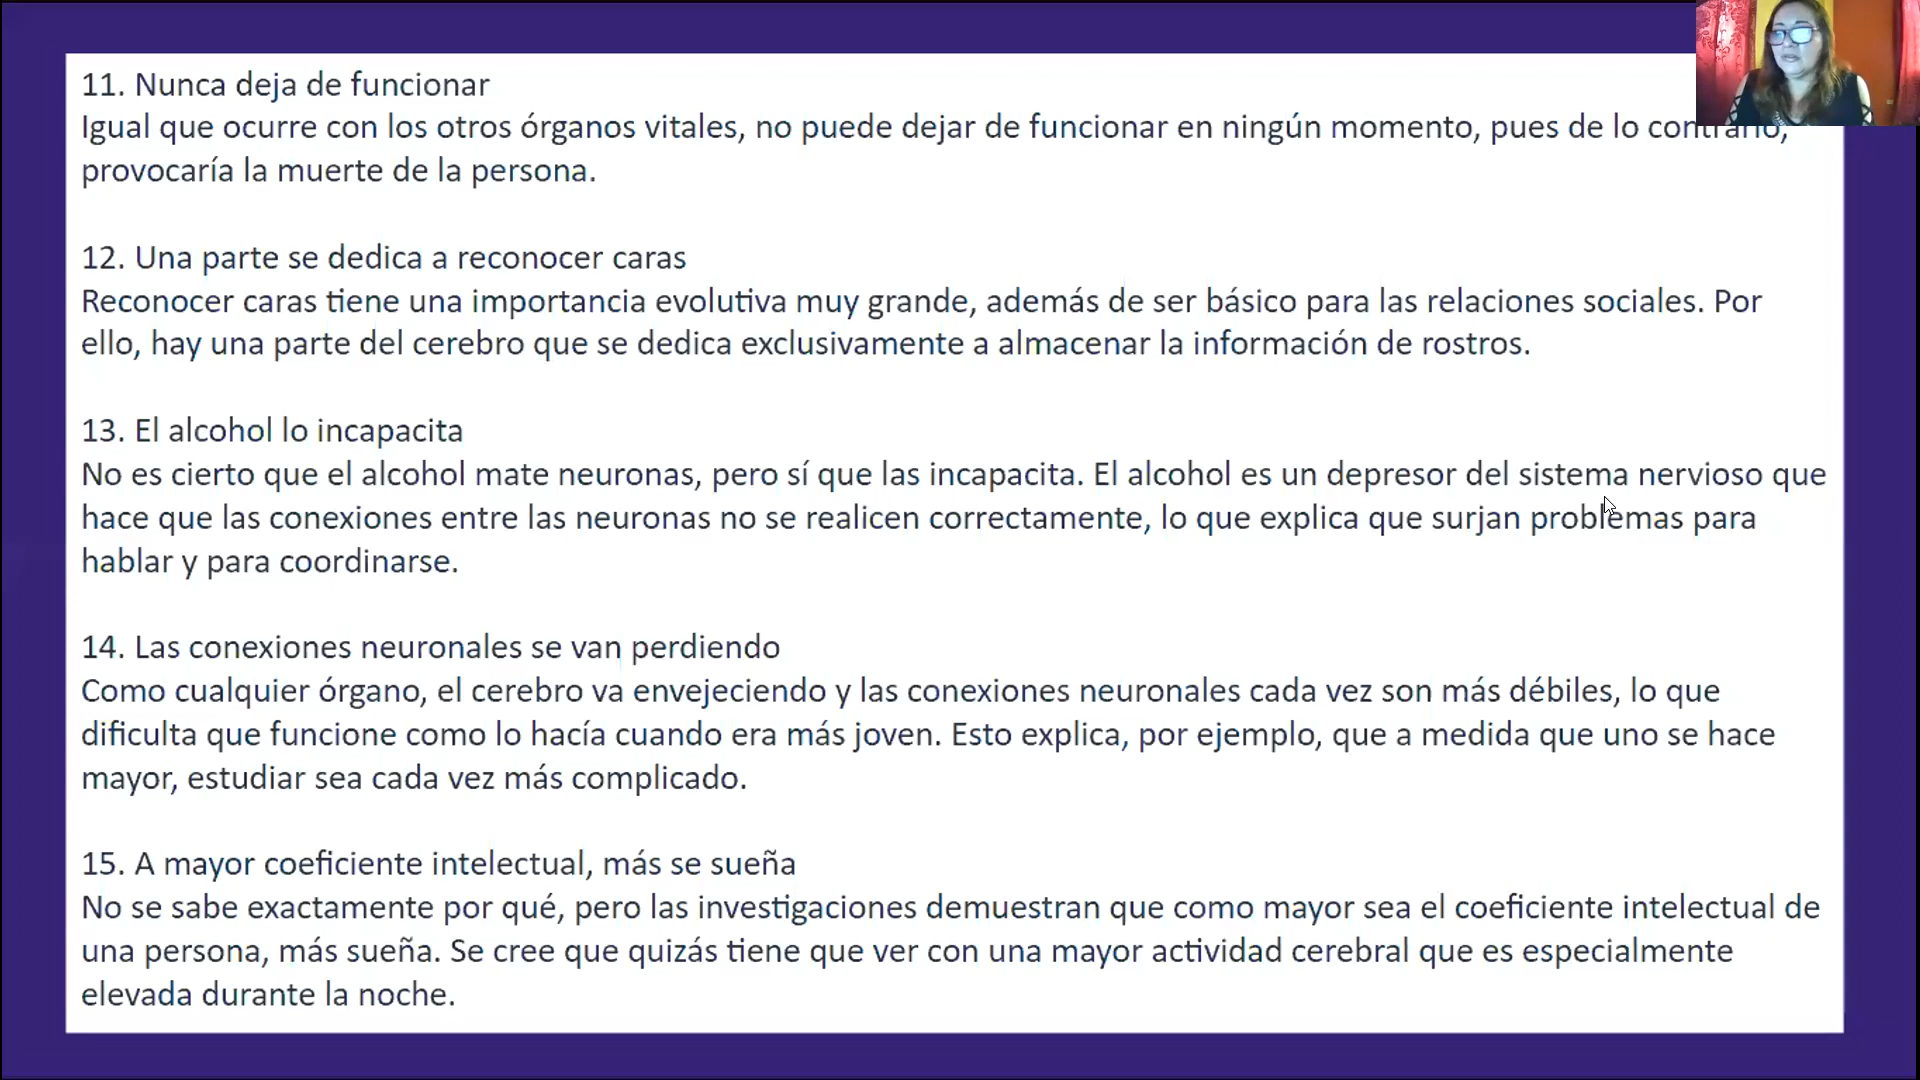 11. Nunca deja de funcionar
Igual que ocurre con los otros órganos vitales, no puede dejar de funcionar en ningún momento, pues de lo contrario,
provocaría la muerte de la persona.
12. Una parte se dedica a reconocer caras
Reconocer caras tiene una importancia evolutiva muy grande, además de ser básico para las relaciones sociales. Por
ello, hay una parte del cerebro que se dedica exclusivamente a almacenar la información de rostros.
13. El alcohol lo incapacita
No es cierto que el alcohol mate neuronas, pero sí que las incapacita. El alcohol es un depresor del sistema nervioso que
hace que las conexiones entre las neuronas no se realicen correctamente, lo que explica que surjan problemas para
hablar y para coordinarse.
14. Las conexiones neuronales se van perdiendo
Como cualquier órgano, el cerebro va envejeciendo y las conexiones neuronales cada vez son más débiles, lo que
dificulta que funcione como lo hacía cuando era más joven. Esto explica, por ejemplo, que a medida que uno se hace
mayor, estudiar sea cada vez más complicado.
15. A mayor coeficiente intelectual, más se sueña
No se sabe exactamente por qué, pero las investigaciones demuestran que como mayor sea el coeficiente intelectual de
una persona, más sueña. Se cree que quizás tiene que ver con una mayor actividad cerebral que es especialmente
elevada durante la noche.